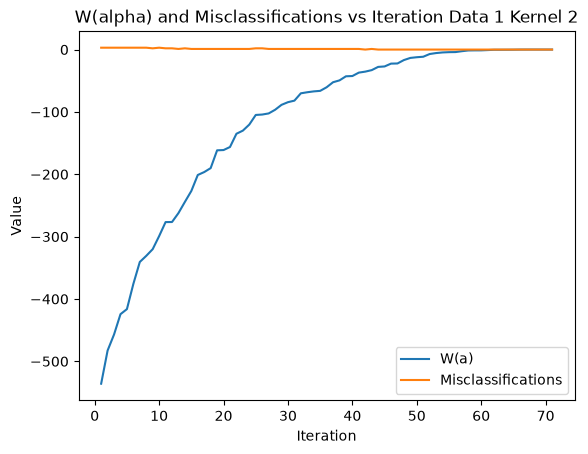 W(alpha) and Misclassifications vs Iteration Data 1 Kernel 2
0
−100
−200
−300
−400
−500
Value
W(a)
Misclassifications
0 10 20 30 40 50 60 70
Iteration